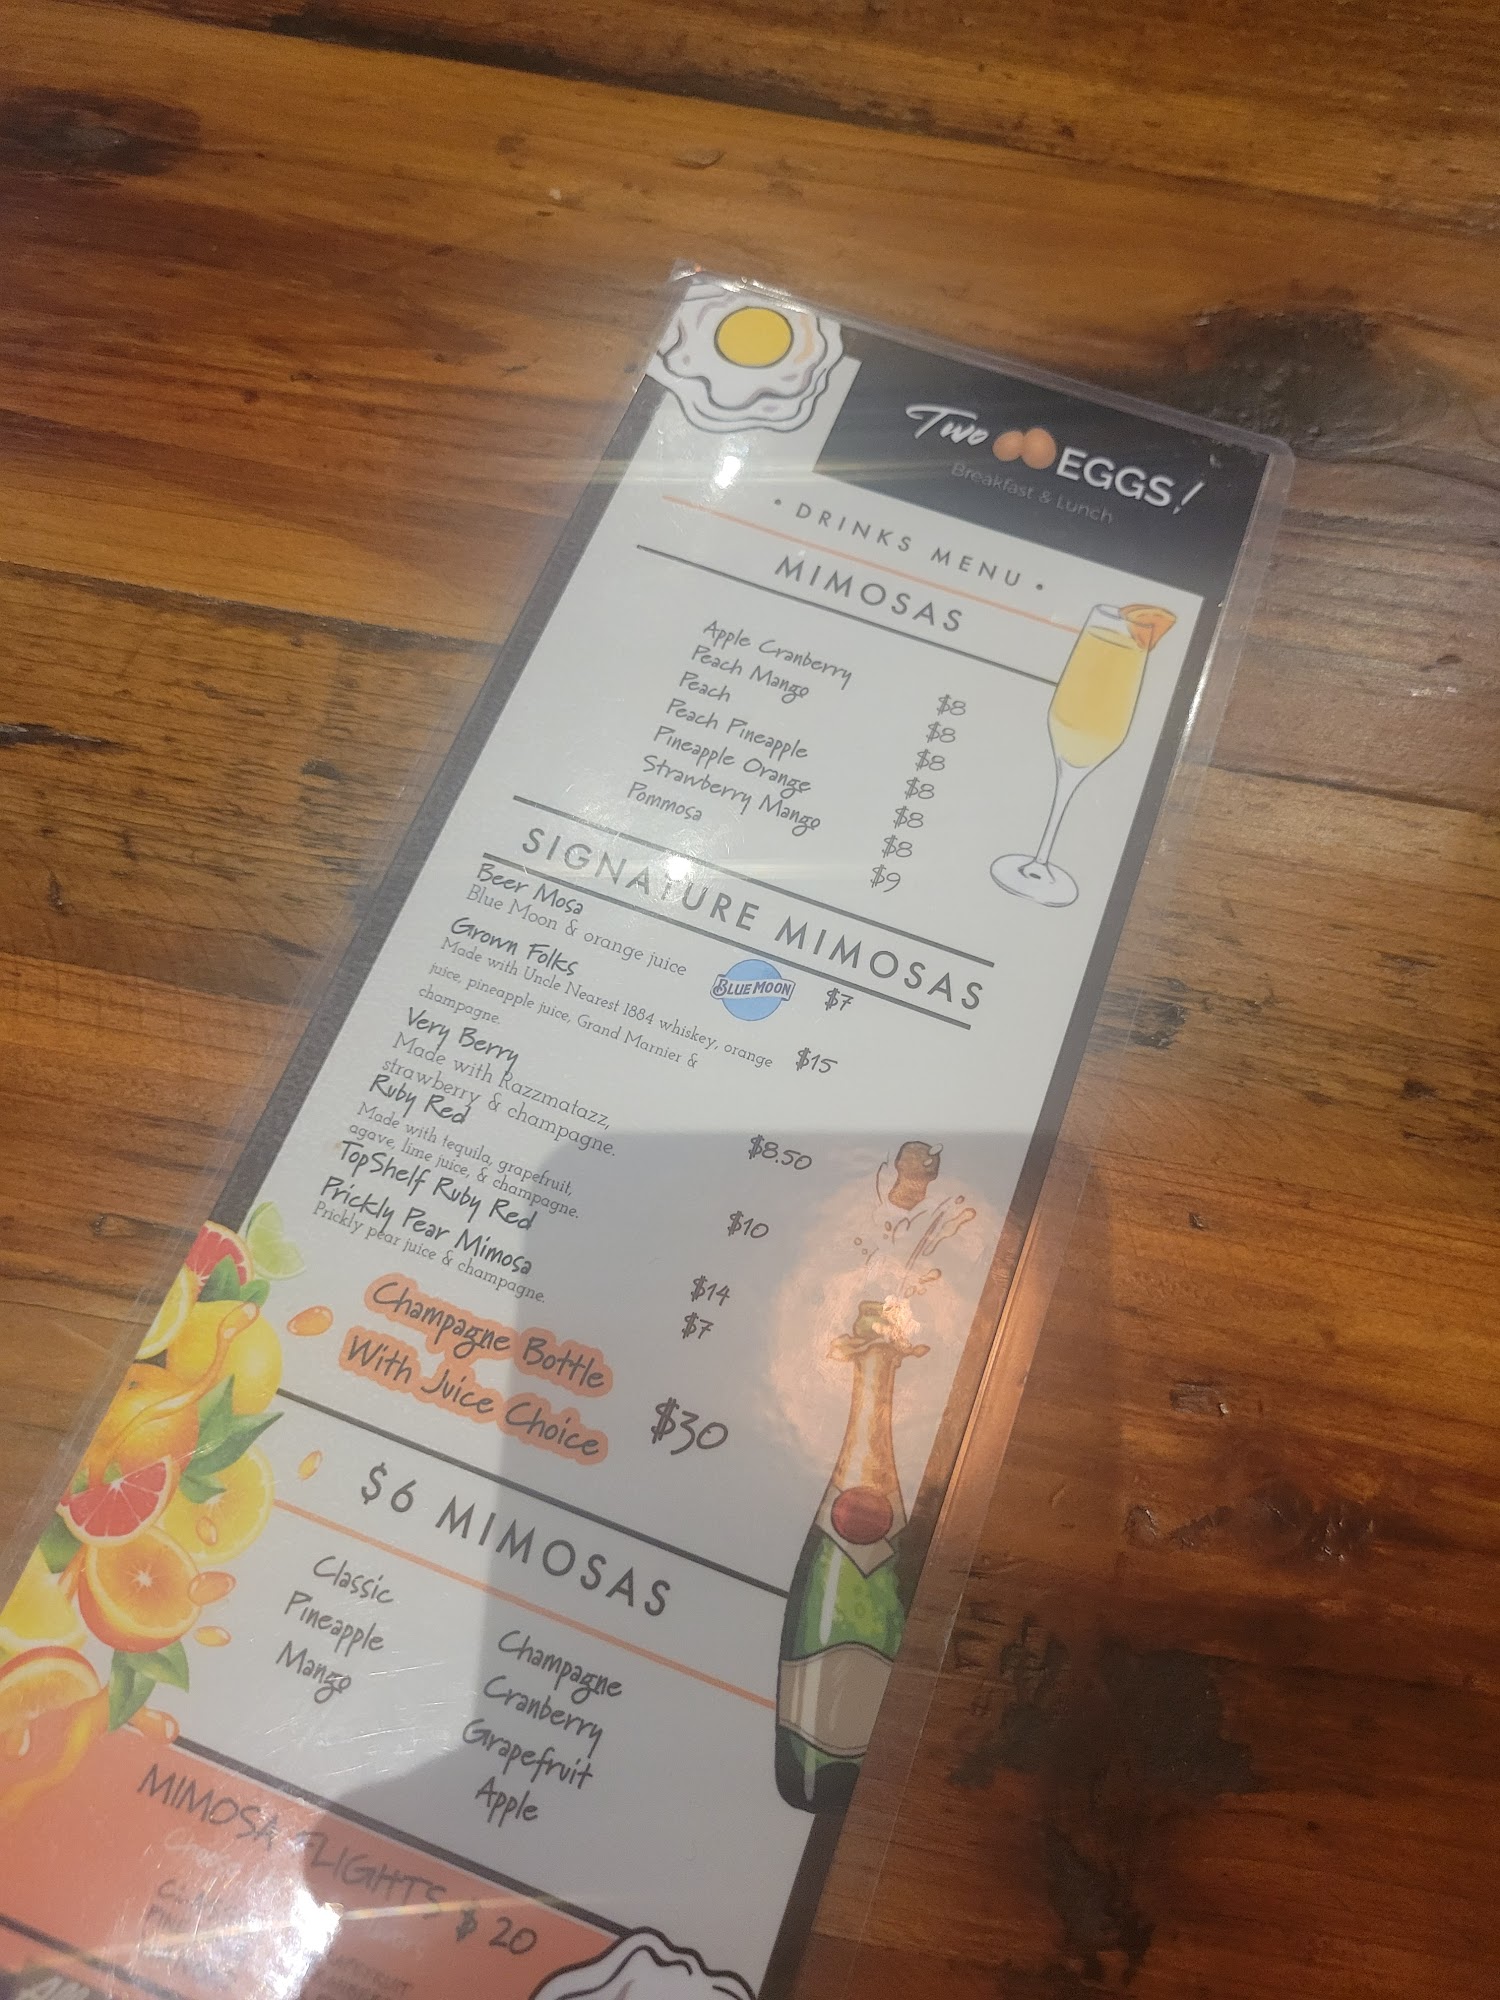 Two EGGS!
Breakfast & Lunch
• DRINKS MENU •
MIMOSAS
Apple Cranberry $8
Peach Mango $8
Peach $8
Peach Pineapple $8
Pineapple Orange $8
Strawberry Mango $8
Pommosa $9
SIGNATURE MIMOSAS
Beer Mosa
Blue Moon & orange juice BLUE MOON $7
Grown Folks
Made with Uncle Nearest 1884 whiskey, orange $15
juice, pineapple juice, Grand Marnier &
champagne.
Very Berry
Made with Razzmatazz,
strawberry & champagne. $8.50
Ruby Red
Made with tequila, grapefruit,
agave, lime juice, & champagne. $10
TopShelf Ruby Red $14
Prickly Pear Mimosa $7
Prickly pear juice & champagne.
Champagne Bottle
With Juice Choice $30
$6 MIMOSAS
Classic
Pineapple
Mango
Champagne
Cranberry
Grapefruit
Apple
MIMOSA FLIGHTS $20